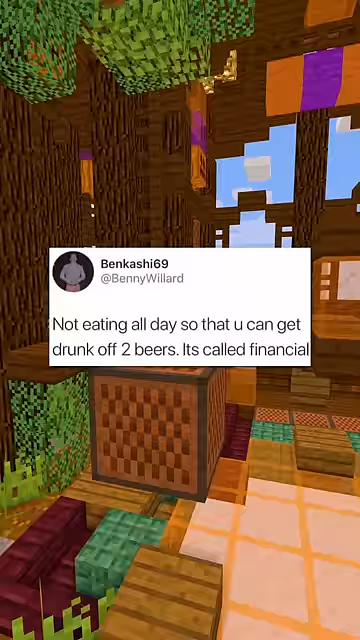 Benkashi69
@BennyWillard
Not eating all day so that u can get
drunk off 2 beers. Its called financial